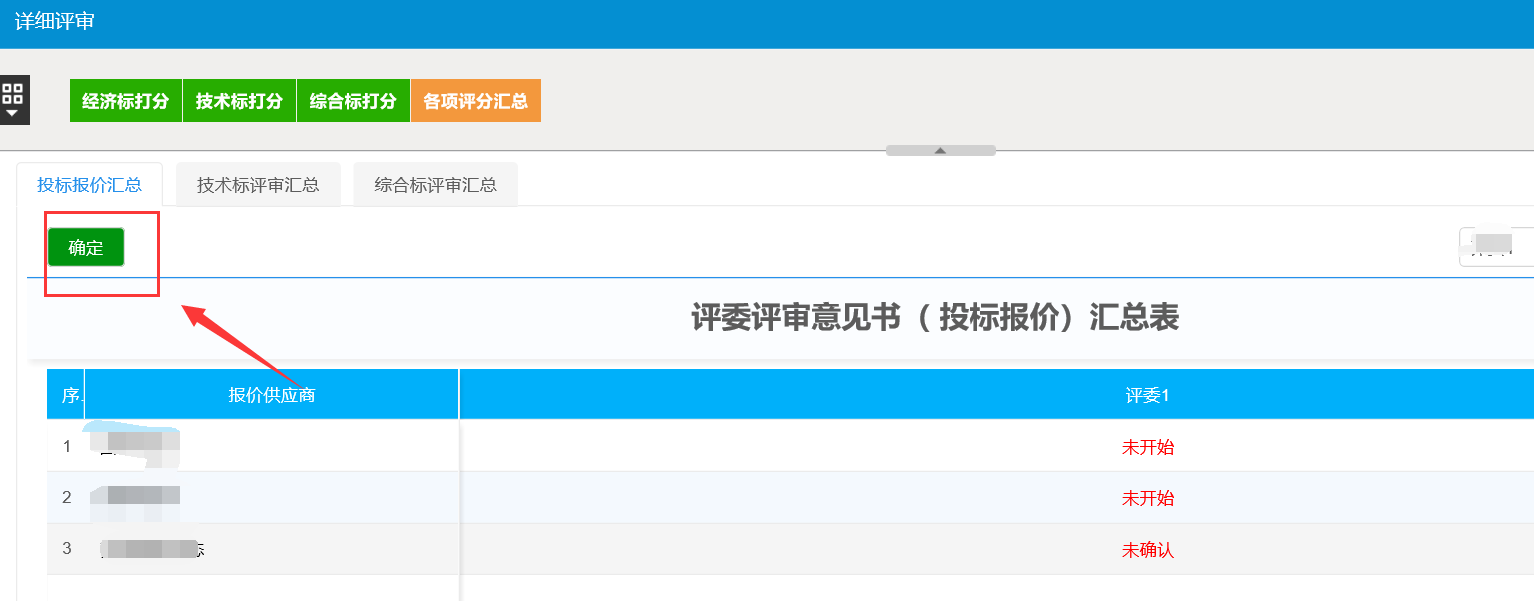 详细评审
经济标打分 技术标打分 综合标打分 各项评分汇总
投标报价汇总 技术标评审汇总 综合标评审汇总
确定
评委评审意见书（投标报价）汇总表
序. 报价供应商 评委1
1 未开始
2 未开始
3 未确认